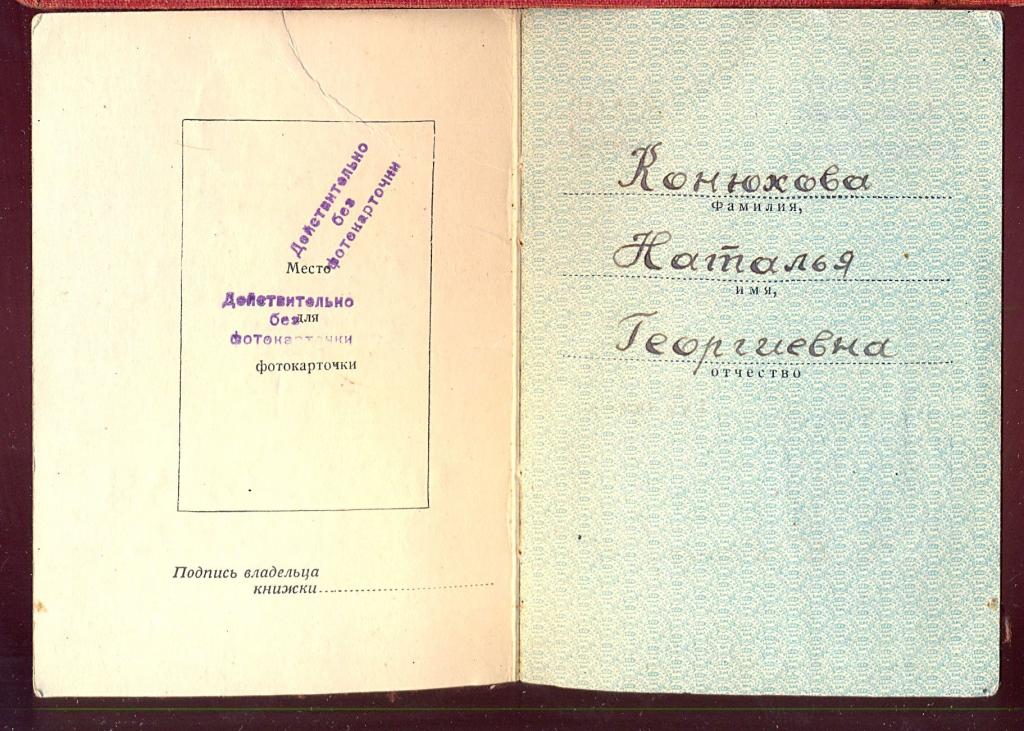 Действительно
без
фотокарточки
Место
Действительно
без
для
фотокарточки
фотокарточки
Подпись владельца
книжки
Конюхова
фамилия,
Наталья
имя,
Георгиевна
отчество